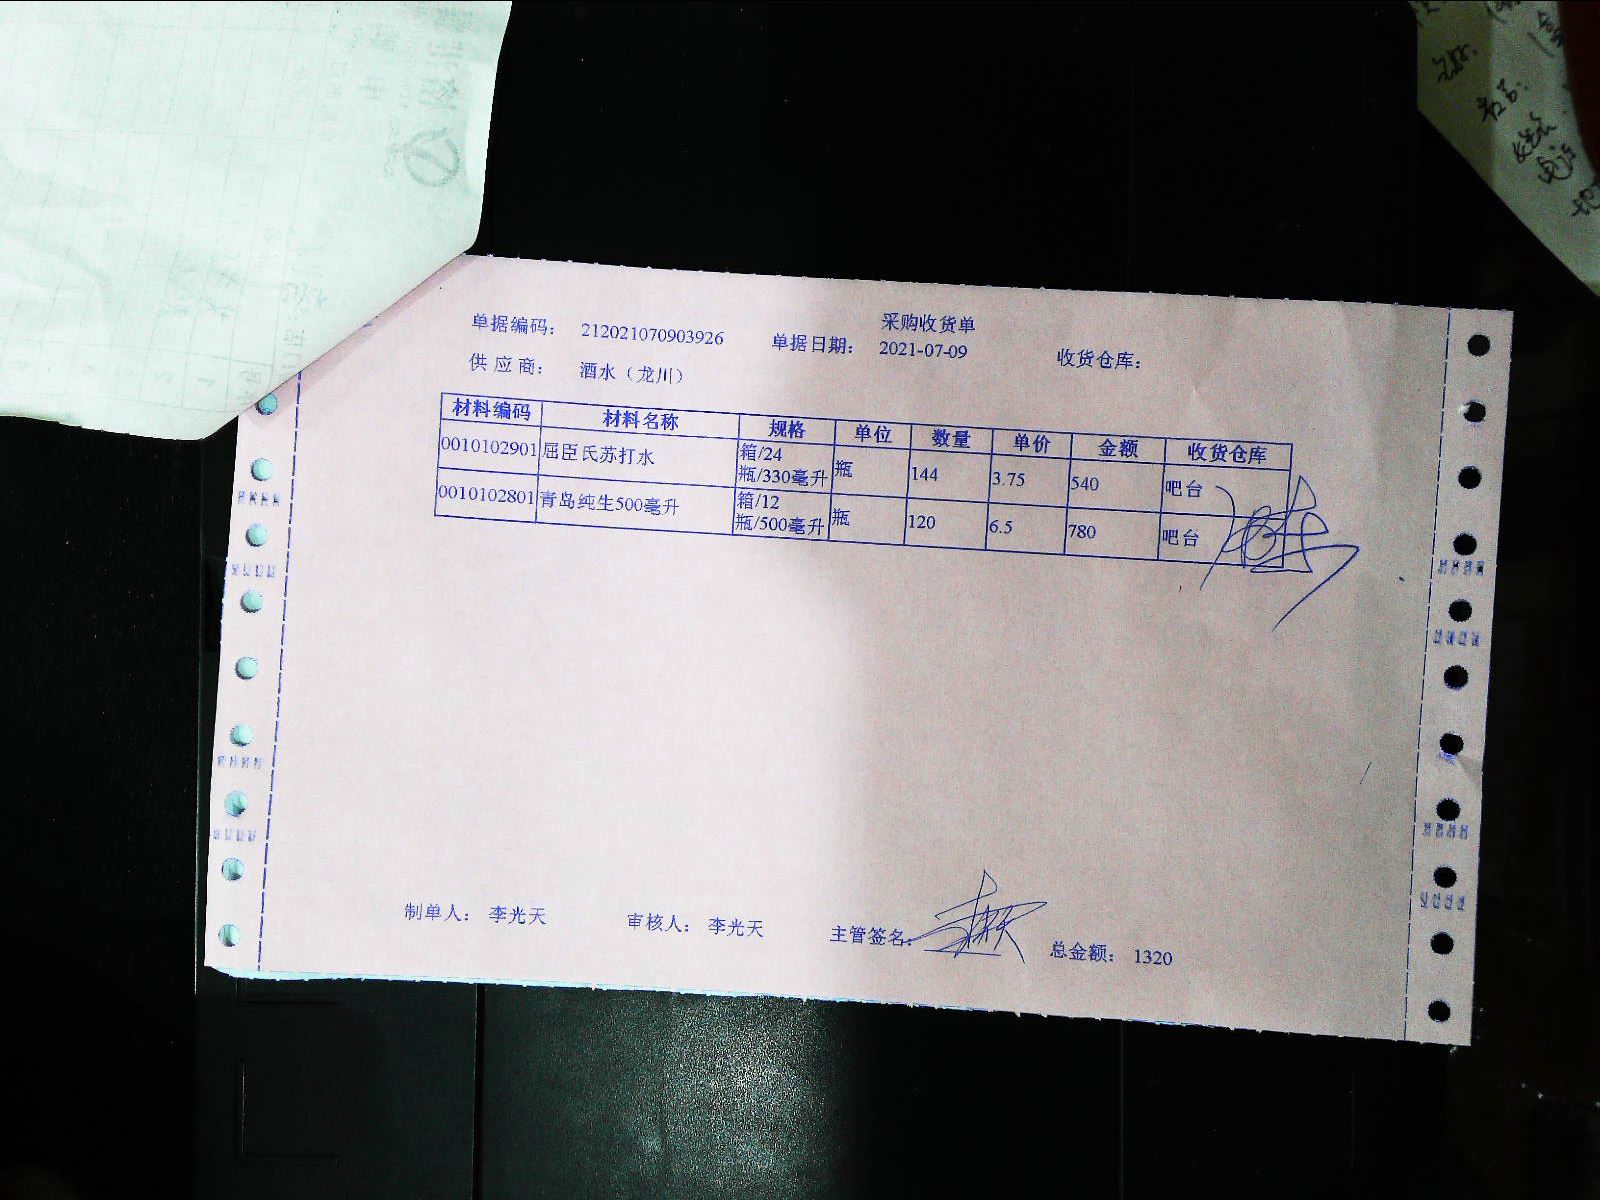 采购收货单
单据编码: 212021070903926 单据日期: 2021-07-09 收货仓库:
供应商: 酒水（龙川）
材料编码 材料名称 规格 单位 数量 单价 金额 收货仓库
0010102901 屈臣氏苏打水 箱/24瓶/330毫升 瓶 144 3.75 540 吧台
0010102801 青岛纯生500毫升 箱/12瓶/500毫升 瓶 120 6.5 780 吧台
制单人: 李光天 审核人: 李光天 主管签名: 总金额: 1320